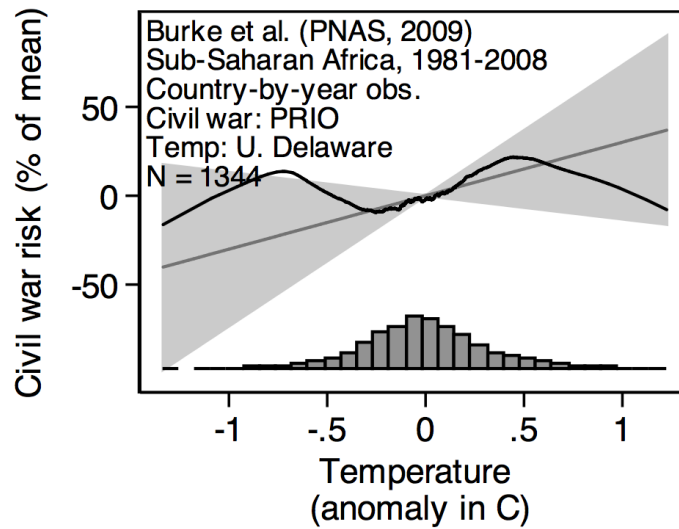 Burke et al. (PNAS, 2009)
Sub-Saharan Africa, 1981-2008
Country-by-year obs.
Civil war: PRIO
Temp: U. Delaware
N = 1344
Civil war risk (% of mean)
50
0
-50
-1
-.5
0
.5
1
Temperature
(anomaly in C)